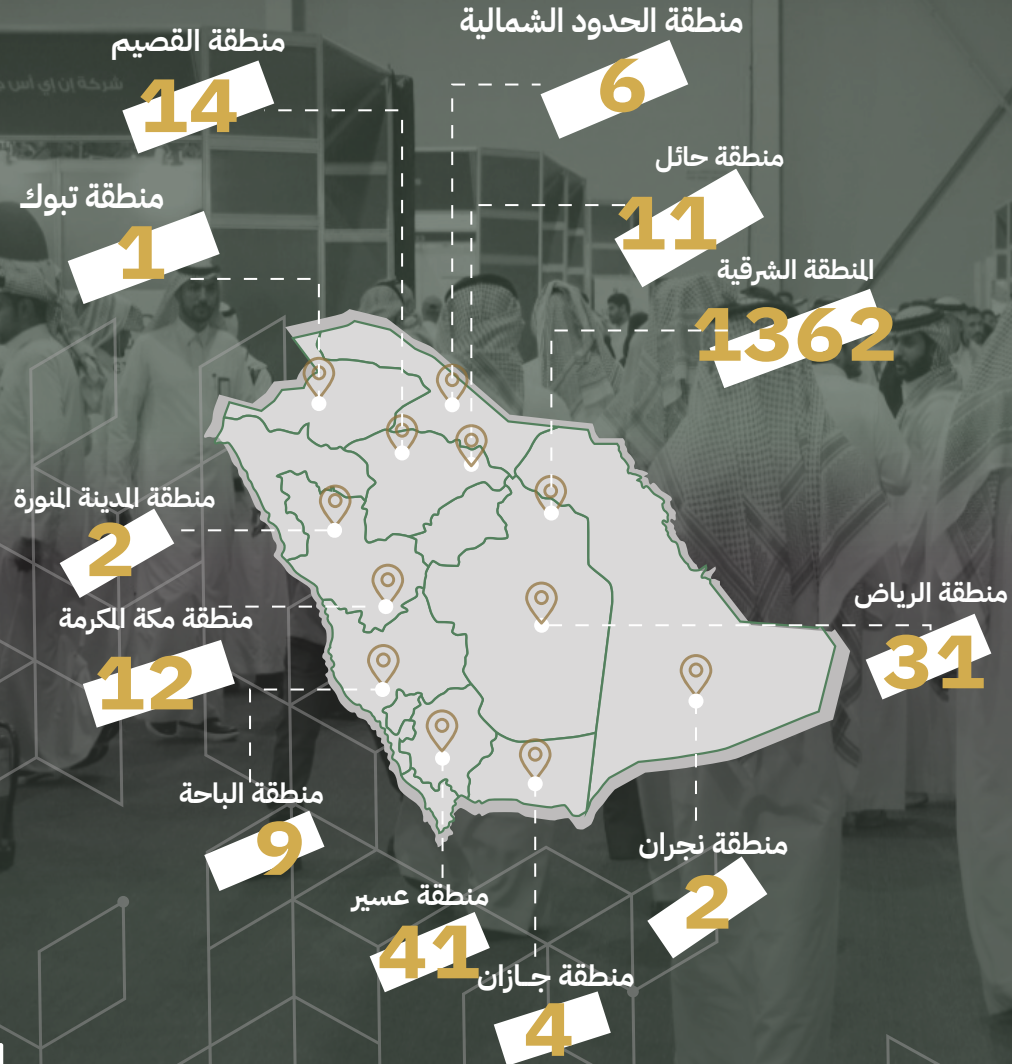 منطقة الحدود الشمالية
6
منطقة القصيم
14
منطقة حائل
11
منطقة تبوك
1
المنطقة الشرقية
1362
منطقة المدينة المنورة
2
منطقة الرياض
31
منطقة مكة المكرمة
12
منطقة الباحة
9
منطقة نجران
2
منطقة عسير
41
منطقة جــازان
4